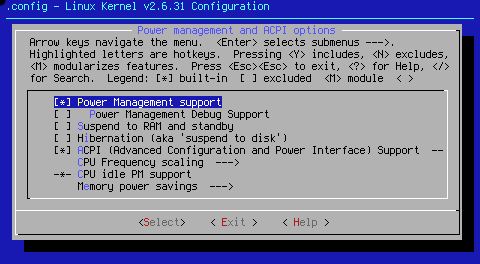 .config - Linux Kernel v2.6.31 Configuration
Power management and ACPI options
Arrow keys navigate the menu. <Enter> selects submenus --->.
Highlighted letters are hotkeys. Pressing <Y> includes, <N> excludes,
<M> modularizes features. Press <Esc><Esc> to exit, <?> for Help, </>
for Search. Legend: [*] built-in [ ] excluded <M> module < >
[*] Power Management support
[ ] Power Management Debug Support
[ ] Suspend to RAM and standby
[ ] Hibernation (aka 'suspend to disk')
[*] ACPI (Advanced Configuration and Power Interface) Support --
CPU Frequency scaling --->
-*- CPU idle PM support
Memory power savings --->
<Select> < Exit > < Help >